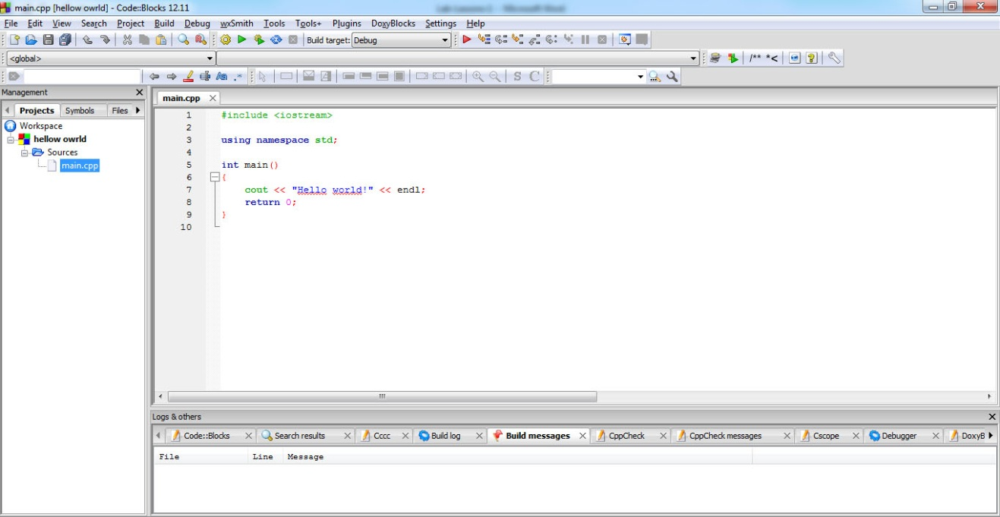 main.cpp [hellow owrld] - Code::Blocks 12.11
File Edit View Search Project Build Debug wxSmith Tools Tools+ Plugins DoxyBlocks Settings Help
Build target: Debug
<global>
/** *<
S C
Management
main.cpp
Projects Symbols Files
Workspace
hellow owrld
Sources
main.cpp
1 #include <iostream>
2
3 using namespace std;
4
5 int main()
6 {
7 cout << "Hello world!" << endl;
8 return 0;
9 }
10
Logs & others
Code::Blocks Search results Cccc Build log Build messages CppCheck CppCheck messages Cscope Debugger DoxyB
File Line Message